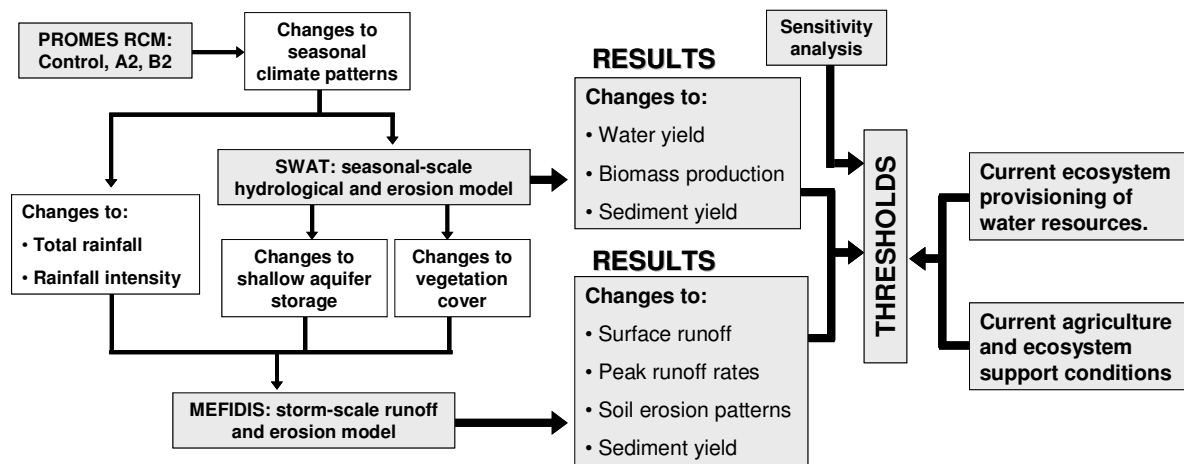 PROMES RCM:
Control, A2, B2
Changes to
seasonal
climate patterns
SWAT: seasonal-scale
hydrological and erosion model
Changes to:
• Total rainfall
• Rainfall intensity
Changes to
shallow aquifer
storage
Changes to
vegetation
cover
MEFIDIS: storm-scale runoff
and erosion model
RESULTS
Changes to:
• Water yield
• Biomass production
• Sediment yield
RESULTS
Changes to:
• Surface runoff
• Peak runoff rates
• Soil erosion patterns
• Sediment yield
Sensitivity
analysis
THRESHOLDS
Current ecosystem
provisioning of
water resources.
Current agriculture
and ecosystem
support conditions